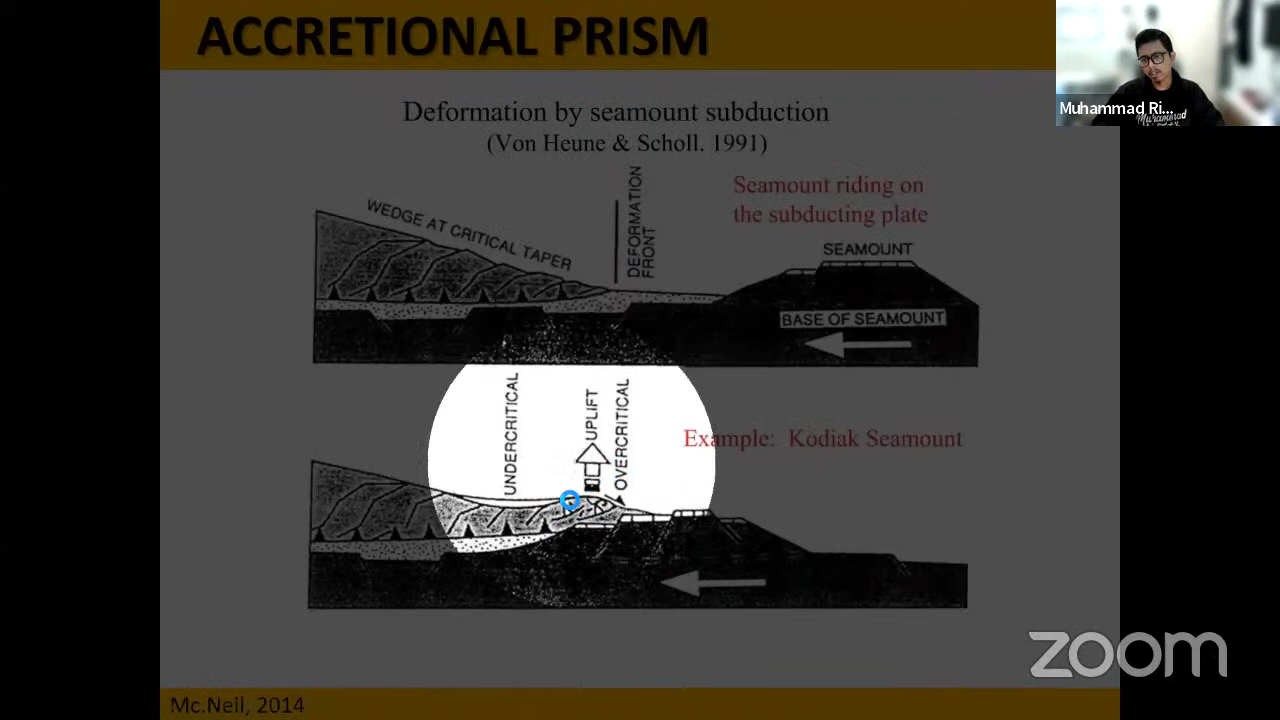 ACCRETIONAL PRISM
Muhammad Ri...
Deformation by seamount subduction
(Von Heune & Scholl. 1991)
WEDGE AT CRITICAL TAPER
DEFORMATION
FRONT
Seamount riding on
the subducting plate
SEAMOUNT
BASE OF SEAMOUNT
UNDERCRITICAL
UPLIFT
OVERCRITICAL
Example: Kodiak Seamount
zoom
Mc.Neil, 2014